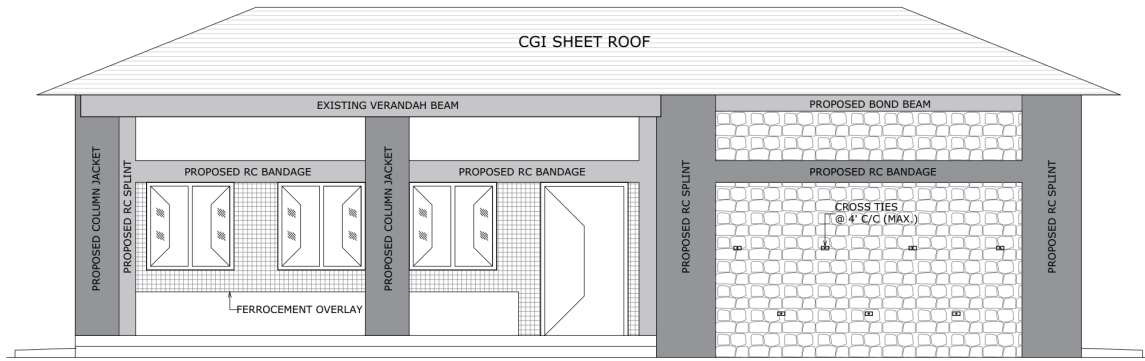 CGI SHEET ROOF
EXISTING VERANDAH BEAM
PROPOSED BOND BEAM
PROPOSED COLUMN JACKET
PROPOSED RC SPLINT
PROPOSED RC BANDAGE
PROPOSED COLUMN JACKET
PROPOSED RC BANDAGE
PROPOSED RC SPLINT
PROPOSED RC BANDAGE
PROPOSED RC SPLINT
CROSS TIES
@ 4' C/C (MAX.)
FERROCEMENT OVERLAY